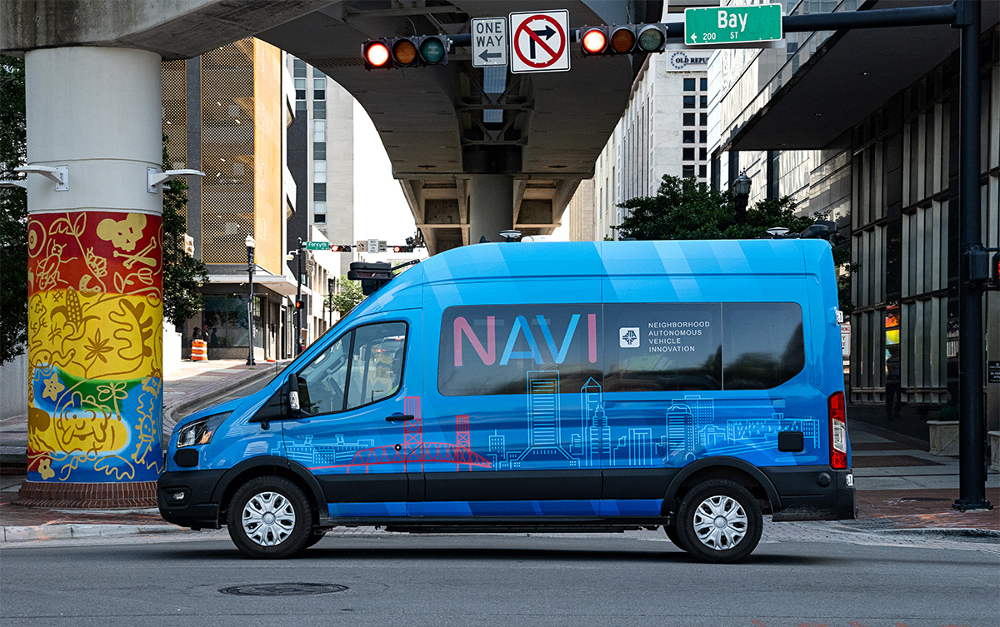 ONE
WAY
Bay
200 ST
OLD REPU
Forsyth
NAVI
NEIGHBORHOOD
AUTONOMOUS
VEHICLE
INNOVATION